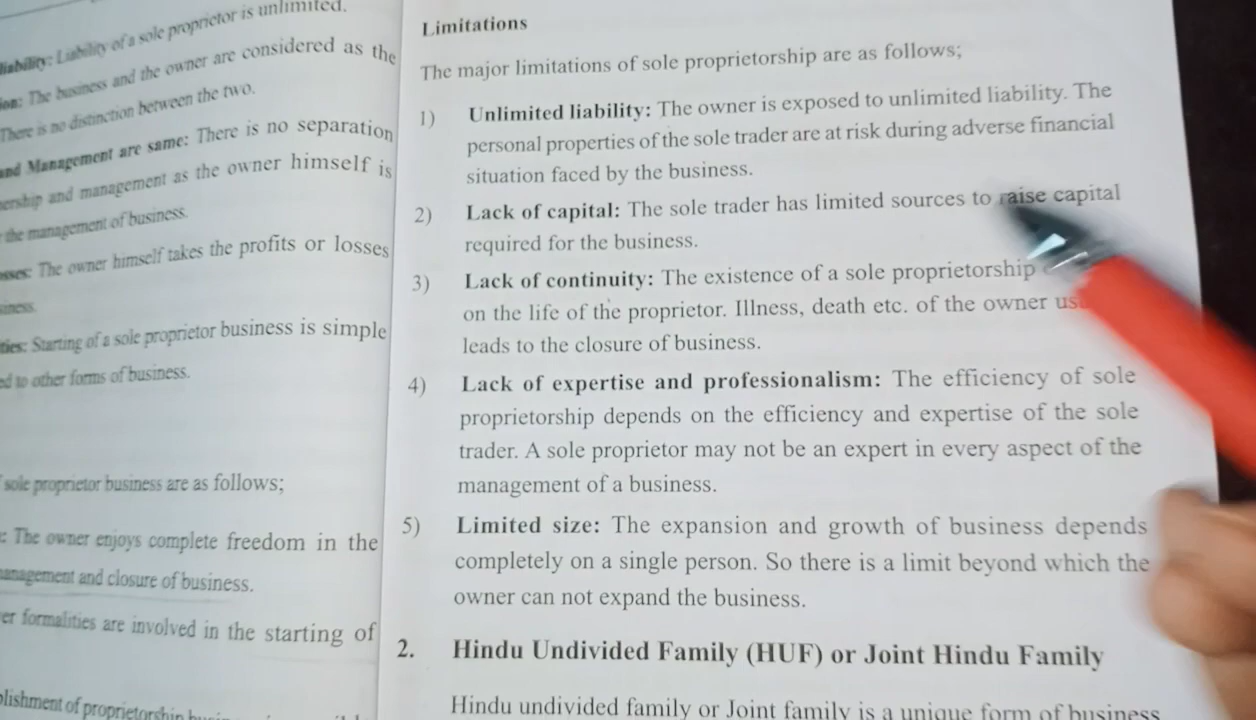 liability: Liability of a sole proprietor is unlimited.
The business and the owner are considered as the
There is no distinction between the two.
and Management are same: There is no separation
and management as the owner himself is
the management of business.
The owner himself takes the profits or losses
Starting of a sole proprietor business is simple
to other forms of business.
sole proprietor business are as follows;
: The owner enjoys complete freedom in the
management and closure of business.
formalities are involved in the starting of
of proprietorship
Limitations
The major limitations of sole proprietorship are as follows;
1) Unlimited liability: The owner is exposed to unlimited liability. The
personal properties of the sole trader are at risk during adverse financial
situation faced by the business.
2) Lack of capital: The sole trader has limited sources to raise capital
required for the business.
3) Lack of continuity: The existence of a sole proprietorship
on the life of the proprietor. Illness, death etc. of the owner
leads to the closure of business.
4) Lack of expertise and professionalism: The efficiency of sole
proprietorship depends on the efficiency and expertise of the sole
trader. A sole proprietor may not be an expert in every aspect of the
management of a business.
5) Limited size: The expansion and growth of business depends
completely on a single person. So there is a limit beyond which the
owner can not expand the business.
2. Hindu Undivided Family (HUF) or Joint Hindu Family
Hindu undivided family or Joint family is a unique form of business